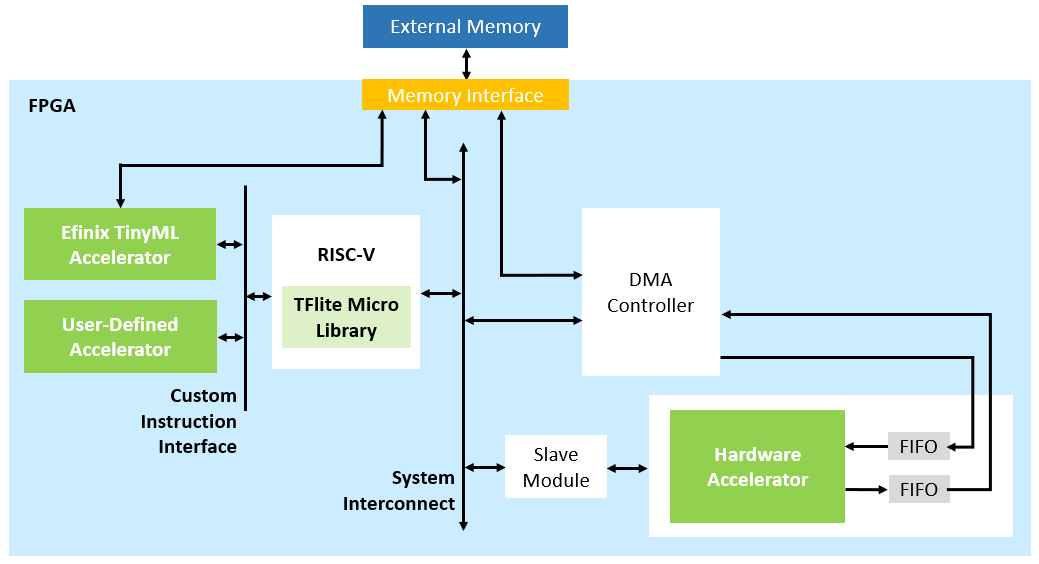 External Memory
Memory Interface
FPGA
Efinix TinyML
Accelerator
User-Defined
Accelerator
Custom
Instruction
Interface
RISC-V
TFlite Micro
Library
System
Interconnect
DMA
Controller
Slave
Module
Hardware
Accelerator
FIFO
FIFO